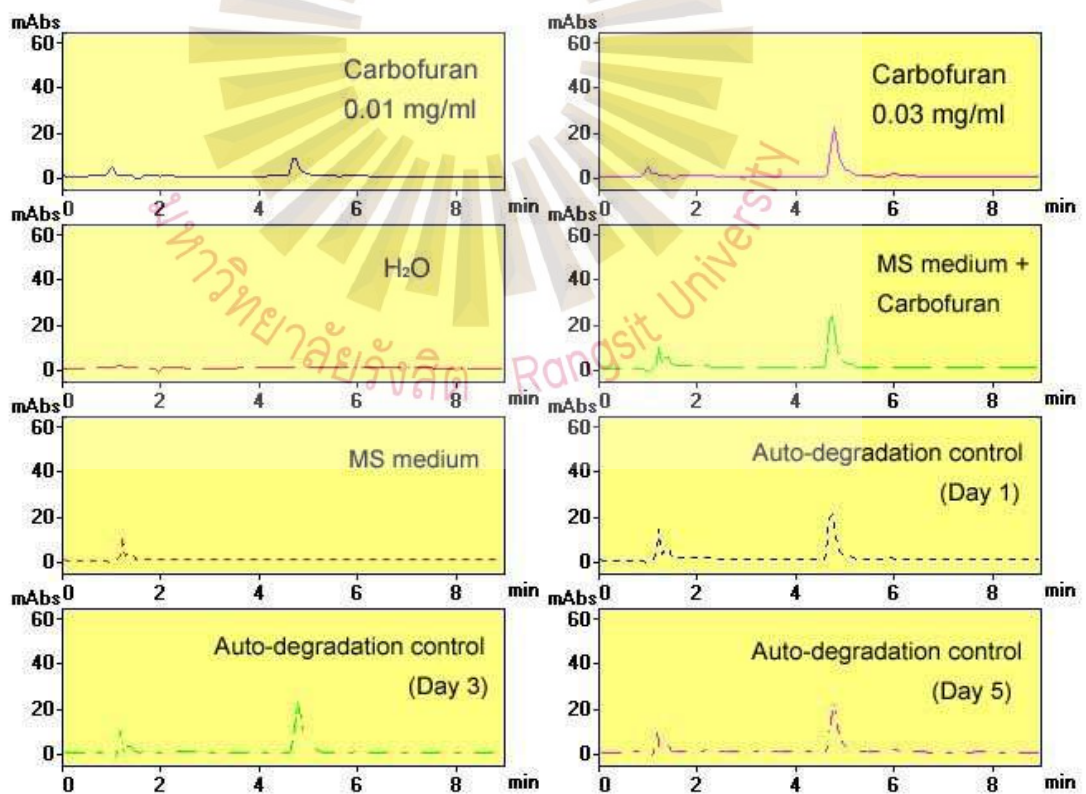 mAbs
60
40
20
0
Carbofuran
0.01 mg/ml
0 2 4 6 8 min
mAbs
60
40
20
0
Carbofuran
0.03 mg/ml
0 2 4 6 8 min
mAbs
60
40
20
0
H₂O
0 2 4 6 8 min
mAbs
60
40
20
0
MS medium +
Carbofuran
0 2 4 6 8 min
mAbs
60
40
20
0
MS medium
0 2 4 6 8 min
mAbs
60
40
20
0
Auto-degradation control
(Day 1)
0 2 4 6 8 min
mAbs
60
40
20
0
Auto-degradation control
(Day 3)
0 2 4 6 8 min
mAbs
60
40
20
0
Auto-degradation control
(Day 5)
0 2 4 6 8 min
มหาวิทยาลัยรังสิต Rangsit University